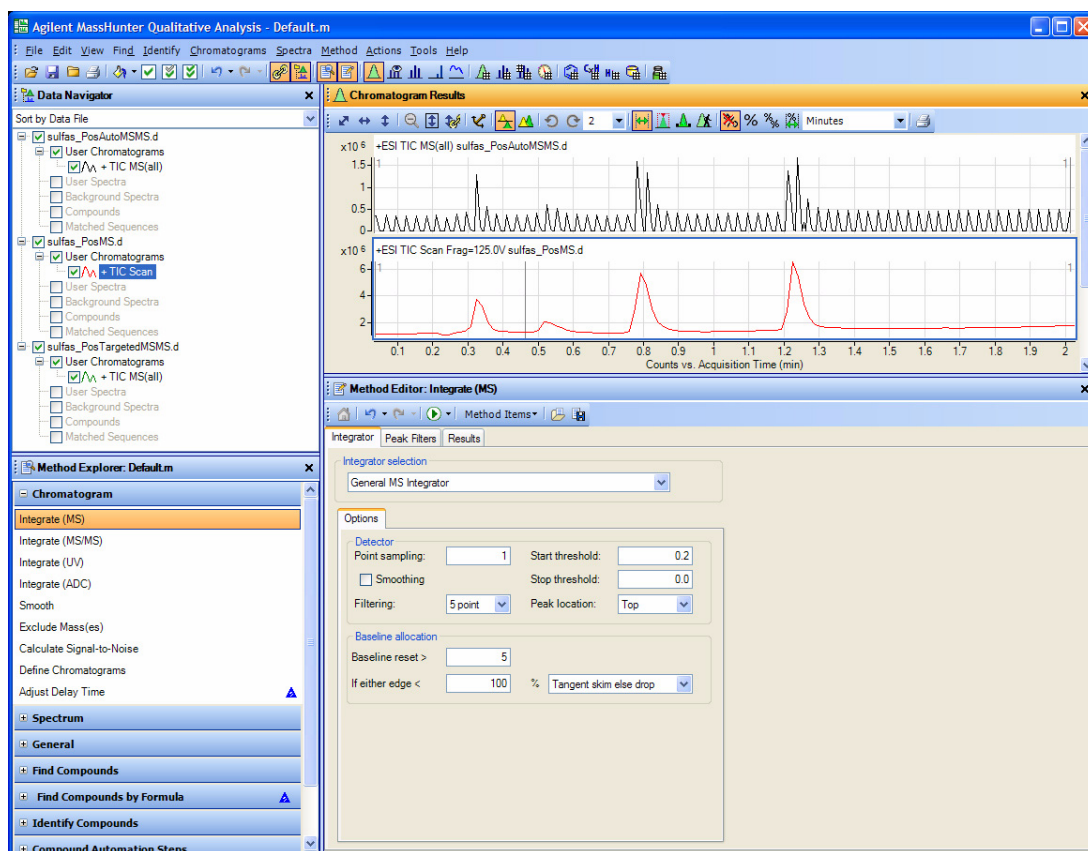 Agilent MassHunter Qualitative Analysis - Default.m
File Edit View Find Identify Chromatograms Spectra Method Actions Tools Help
Data Navigator
Sort by Data File
sulfas_PosAutoMSMS.d
User Chromatograms
+ TIC MS(all)
User Spectra
Background Spectra
Compounds
Matched Sequences
sulfas_PosMS.d
User Chromatograms
+ TIC Scan
User Spectra
Background Spectra
Compounds
Matched Sequences
sulfas_PosTargetedMSMS.d
User Chromatograms
+ TIC MS(all)
User Spectra
Background Spectra
Compounds
Matched Sequences
Method Explorer: Default.m
Chromatogram
Integrate (MS)
Integrate (MS/MS)
Integrate (UV)
Integrate (ADC)
Smooth
Exclude Mass(es)
Calculate Signal-to-Noise
Define Chromatograms
Adjust Delay Time
Spectrum
General
Find Compounds
Find Compounds by Formula
Identify Compounds
Compound Automation Steps
Chromatogram Results
2 % Minutes
x10 6 +ESI TIC MS(all) sulfas_PosAutoMSMS.d
1.5 1 1
1
0.5
0
x10 6 +ESI TIC Scan Frag=125.0V sulfas_PosMS.d
6 1 1
4
2
0.1 0.2 0.3 0.4 0.5 0.6 0.7 0.8 0.9 1 1.1 1.2 1.3 1.4 1.5 1.6 1.7 1.8 1.9 2
Counts vs. Acquisition Time (min)
Method Editor: Integrate (MS)
Method Items
Integrator Peak Filters Results
Integrator selection
General MS Integrator
Options
Detector
Point sampling: 1 Start threshold: 0.2
Smoothing Stop threshold: 0.0
Filtering: 5 point Peak location: Top
Baseline allocation
Baseline reset > 5
If either edge < 100 % Tangent skim else drop